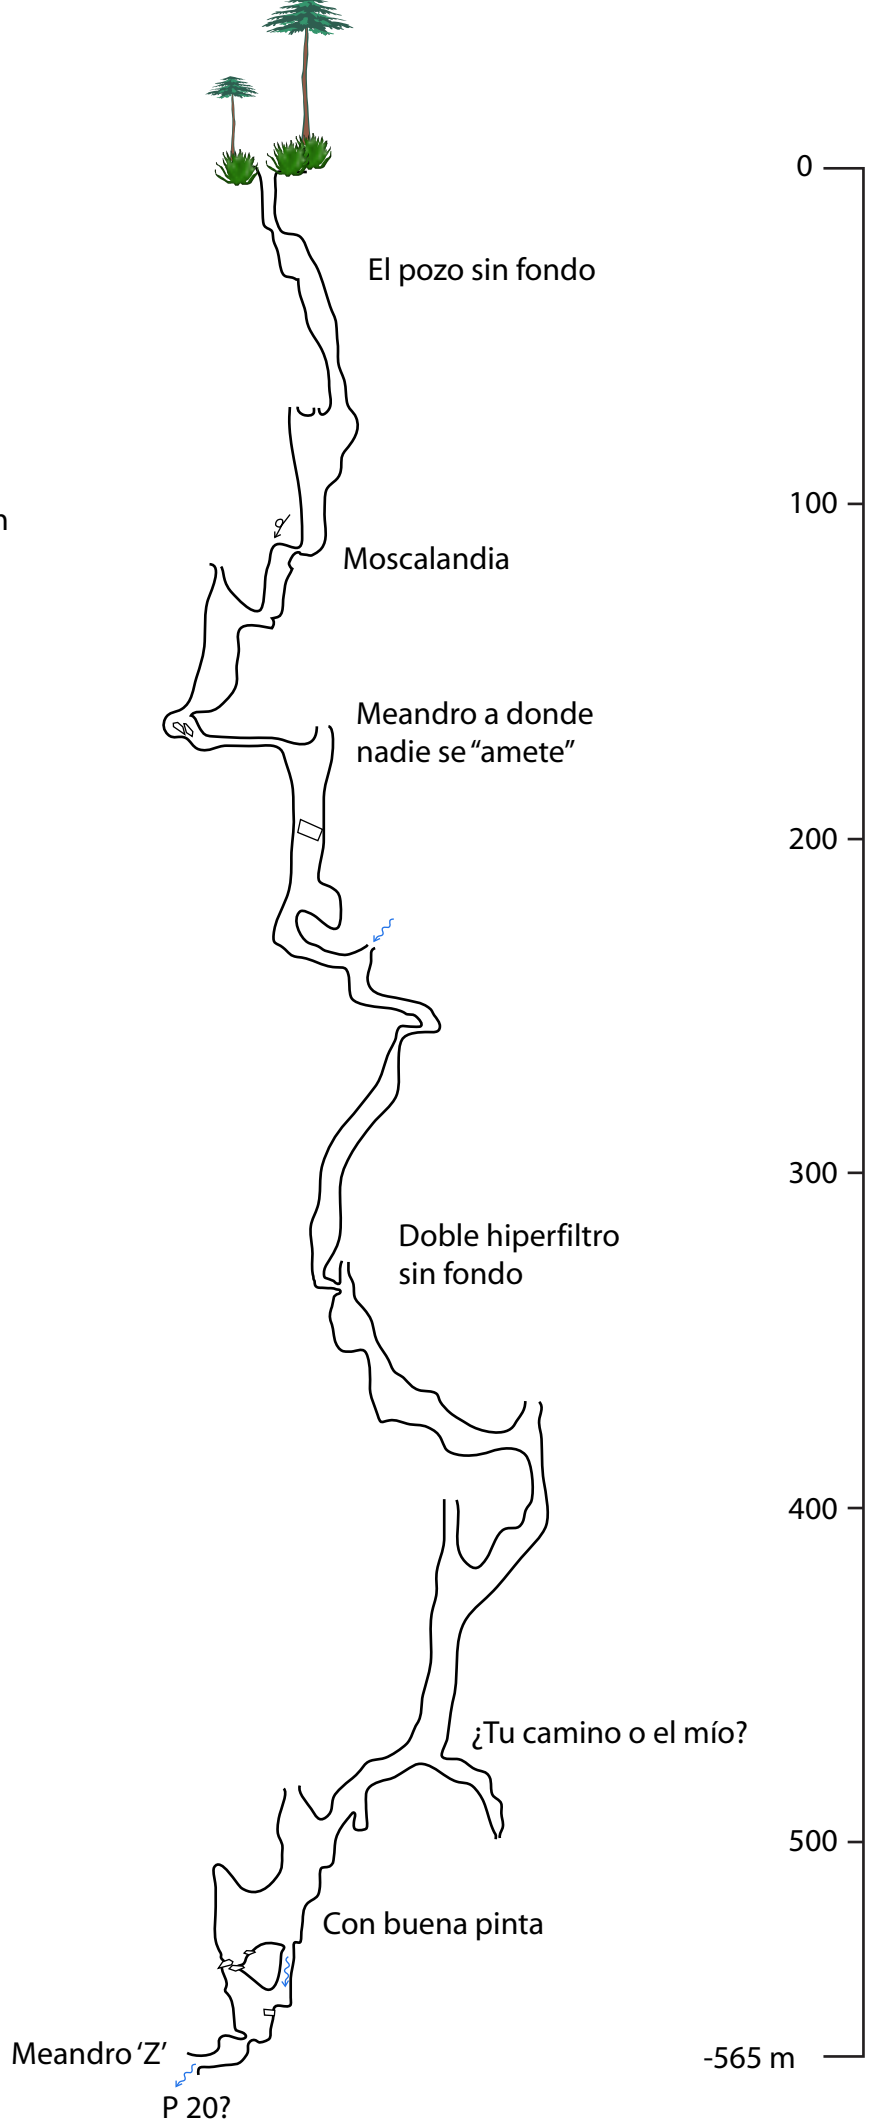 0
El pozo sin fondo
100
n
Moscalandia
Meandro a donde
nadie se “amete”
200
300
Doble hiperfiltro
sin fondo
400
¿Tu camino o el mío?
500
Con buena pinta
Meandro ‘Z’
-565 m
P 20?